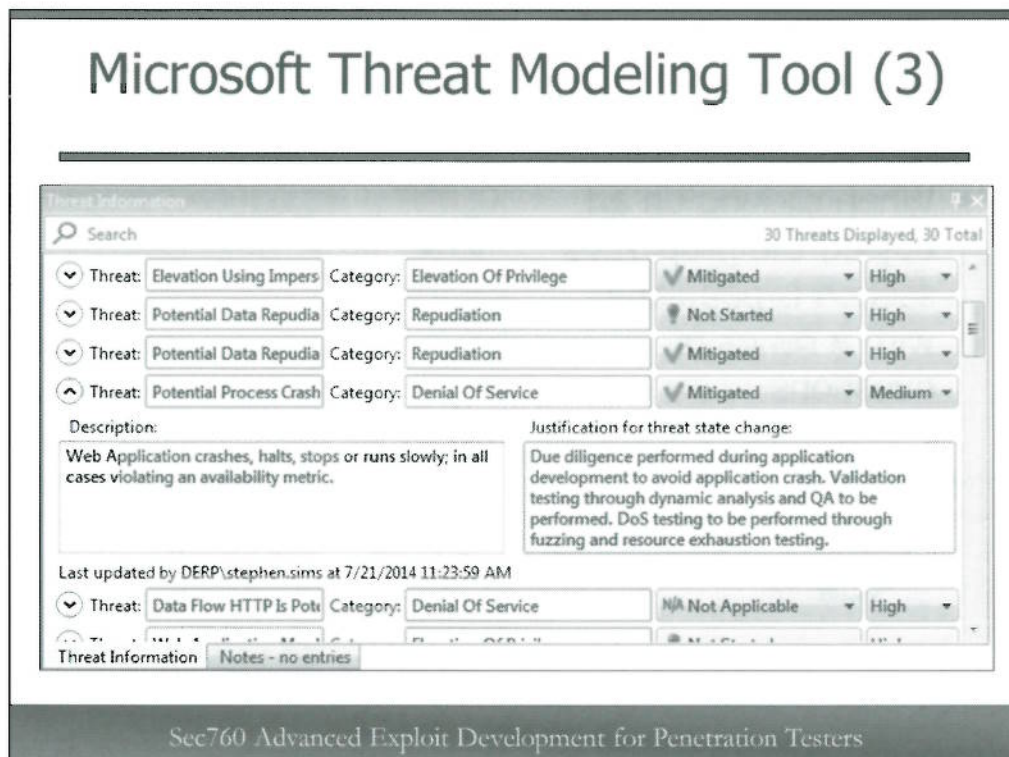 Microsoft Threat Modeling Tool (3)
Threat Information
Search
30 Threats Displayed, 30 Total
Threat: Elevation Using Impers Category: Elevation Of Privilege Mitigated High
Threat: Potential Data Repudia Category: Repudiation Not Started High
Threat: Potential Data Repudia Category: Repudiation Mitigated High
Threat: Potential Process Crash Category: Denial Of Service Mitigated Medium
Description:
Web Application crashes, halts, stops or runs slowly; in all
cases violating an availability metric.
Justification for threat state change:
Due diligence performed during application
development to avoid application crash. Validation
testing through dynamic analysis and QA to be
performed. DoS testing to be performed through
fuzzing and resource exhaustion testing.
Last updated by DERP\stephen.sims at 7/21/2014 11:23:59 AM
Threat: Data Flow HTTP Is Pote Category: Denial Of Service N/A Not Applicable High
Threat Information Notes - no entries
Sec760 Advanced Exploit Development for Penetration Testers